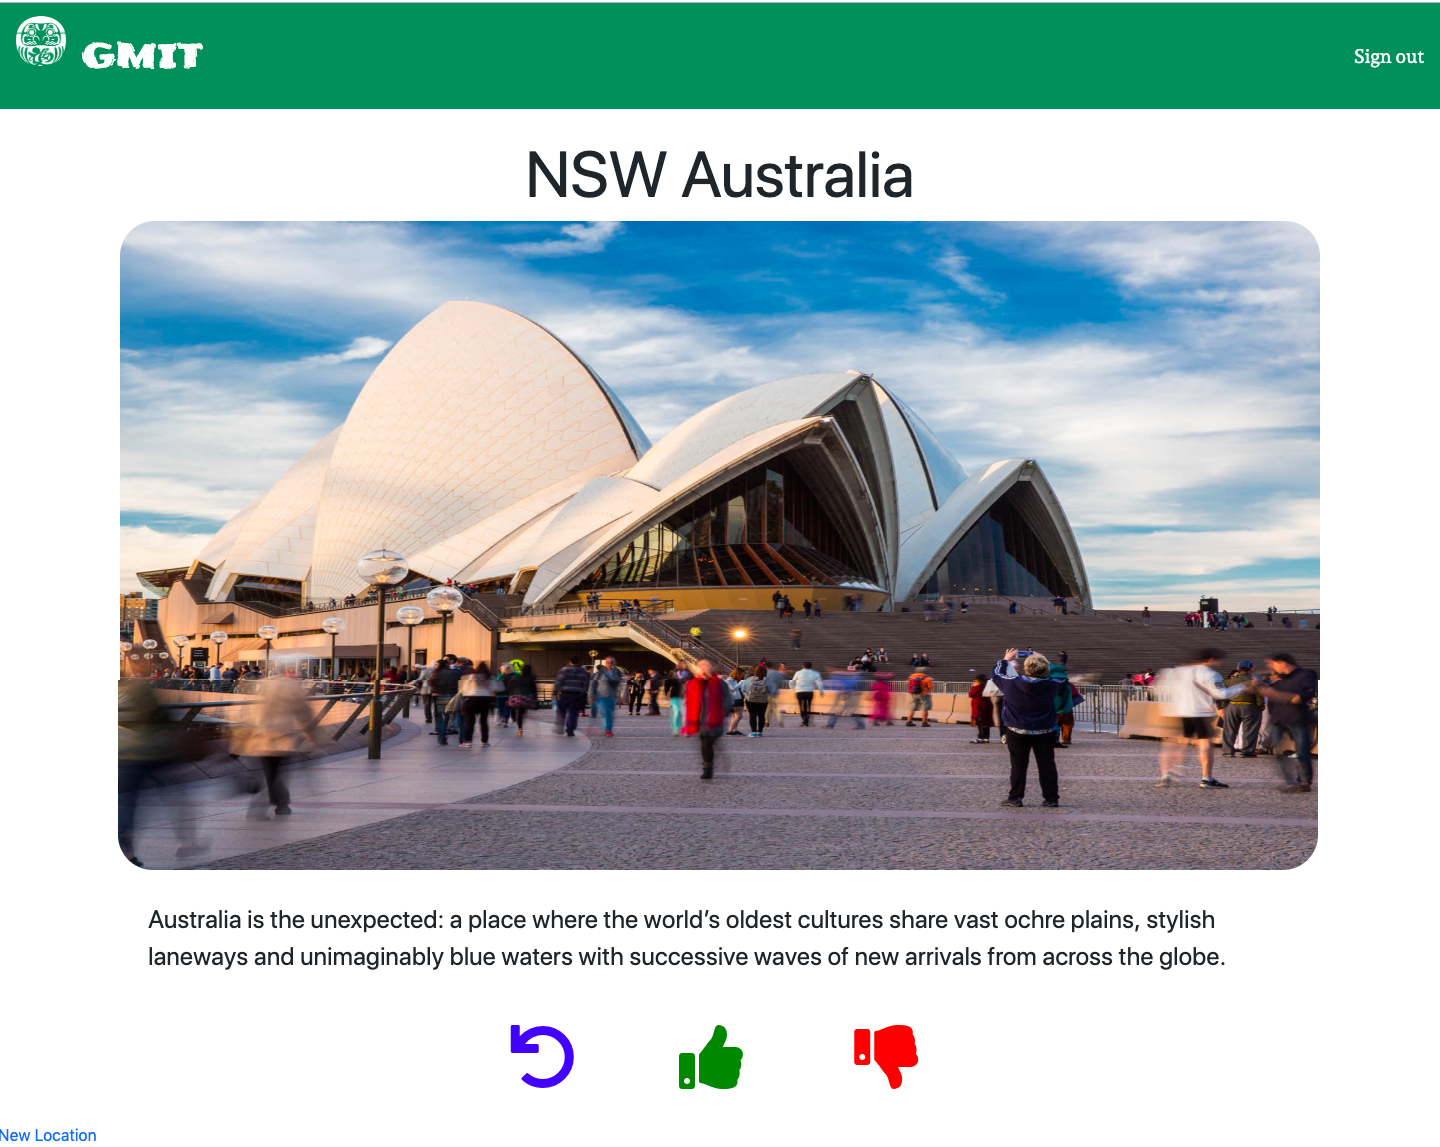 GMIT
Sign out
NSW Australia
Australia is the unexpected: a place where the world’s oldest cultures share vast ochre plains, stylish
laneways and unimaginably blue waters with successive waves of new arrivals from across the globe.
New Location